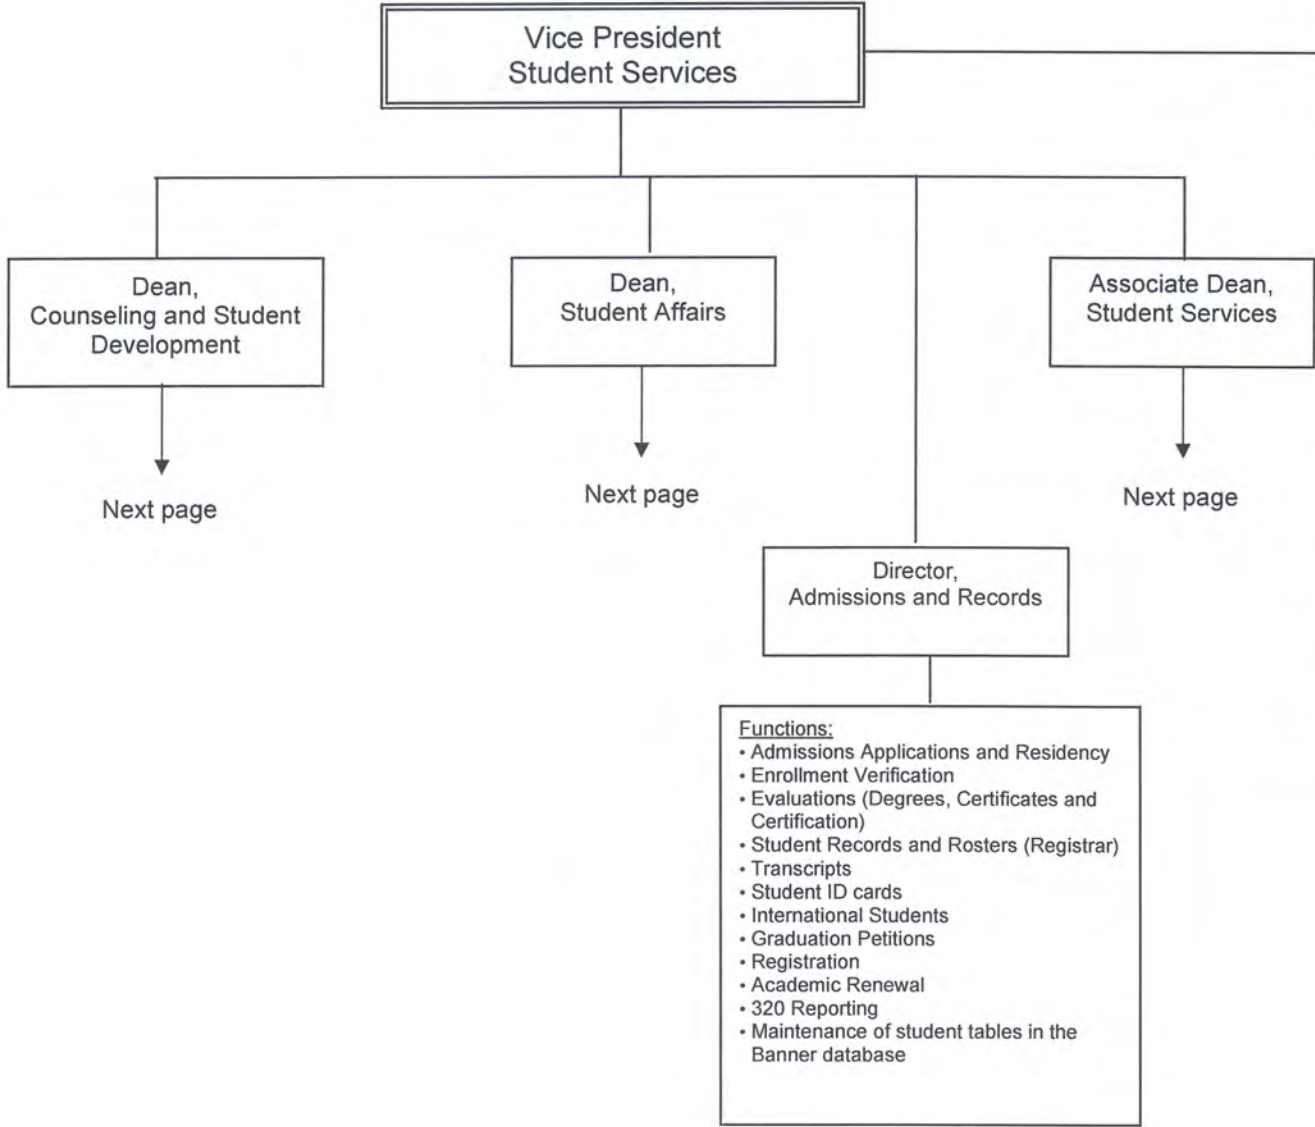 Vice President
Student Services
Dean,
Counseling and Student
Development
Dean,
Student Affairs
Associate Dean,
Student Services
Next page
Next page
Next page
Director,
Admissions and Records
Functions:
• Admissions Applications and Residency
• Enrollment Verification
• Evaluations (Degrees, Certificates and
Certification)
• Student Records and Rosters (Registrar)
• Transcripts
• Student ID cards
• International Students
• Graduation Petitions
• Registration
• Academic Renewal
• 320 Reporting
• Maintenance of student tables in the
Banner database